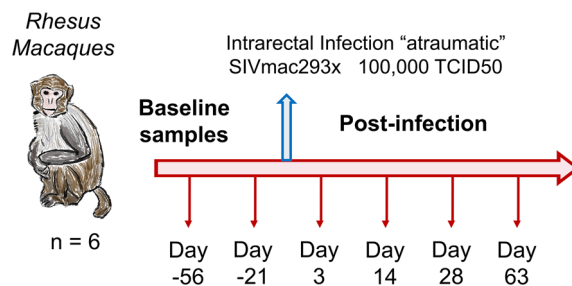 Rhesus
Macaques
n = 6
Intrarectal Infection “atraumatic”
SIVmac293x 100,000 TCID50
Baseline
samples
Post-infection
Day
-56
Day
-21
Day
3
Day
14
Day
28
Day
63